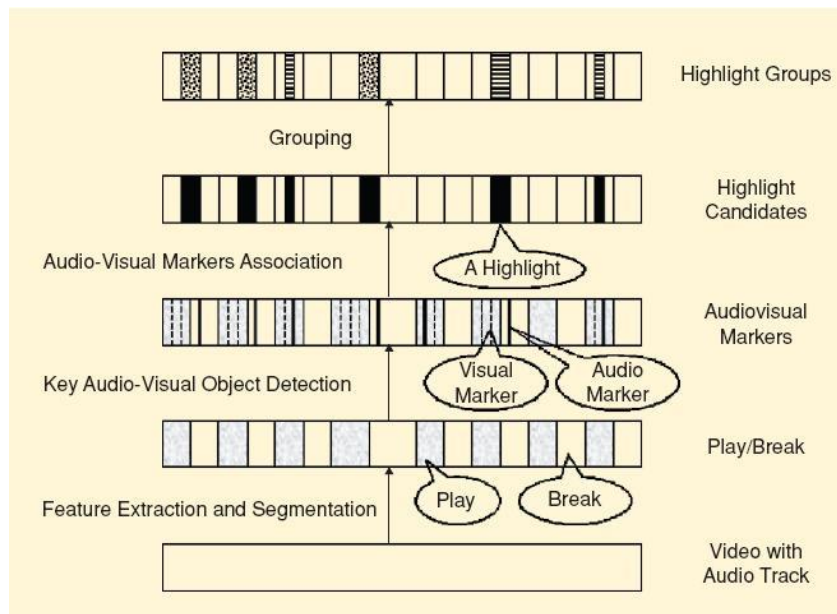 Highlight Groups
Grouping
Highlight
Candidates
Audio-Visual Markers Association
A Highlight
Audiovisual
Markers
Key Audio-Visual Object Detection
Visual
Marker
Audio
Marker
Play/Break
Feature Extraction and Segmentation
Play
Break
Video with
Audio Track